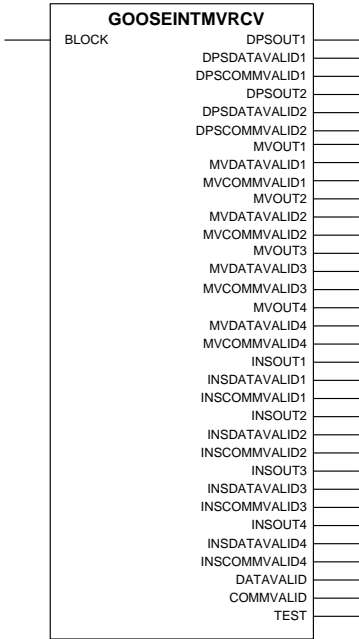 GOOSEINTMVRCV
BLOCK DPSOUT1
DPSDATAVALID1
DPSCOMMVALID1
DPSOUT2
DPSDATAVALID2
DPSCOMMVALID2
MVOUT1
MVDATAVALID1
MVCOMMVALID1
MVOUT2
MVDATAVALID2
MVCOMMVALID2
MVOUT3
MVDATAVALID3
MVCOMMVALID3
MVOUT4
MVDATAVALID4
MVCOMMVALID4
INSOUT1
INSDATAVALID1
INSCOMMVALID1
INSOUT2
INSDATAVALID2
INSCOMMVALID2
INSOUT3
INSDATAVALID3
INSCOMMVALID3
INSOUT4
INSDATAVALID4
INSCOMMVALID4
DATAVALID
COMMVALID
TEST